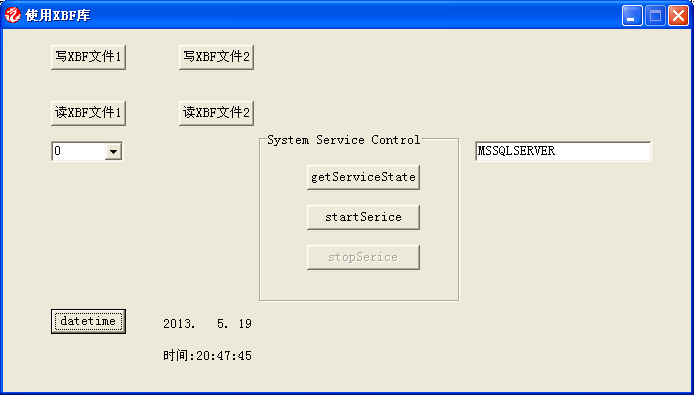 使用XBF库
写XBF文件1 写XBF文件2
读XBF文件1 读XBF文件2
System Service Control
0
MSSQLSERVER
getServiceState
startSerice
stopSerice
datetime
2013. 5. 19
时间:20:47:45